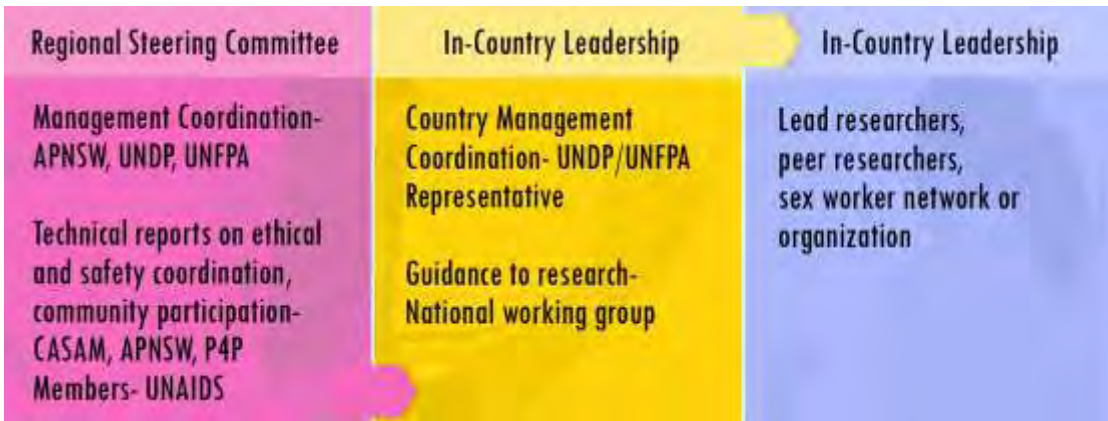 Regional Steering Committee
Management Coordination-
APNSW, UNDP, UNFPA
Technical reports on ethical
and safety coordination,
community participation-
CASAM, APNSW, P4P
Members- UNAIDS
In-Country Leadership
Country Management
Coordination- UNDP/UNFPA
Representative
Guidance to research-
National working group
In-Country Leadership
Lead researchers,
peer researchers,
sex worker network or
organization